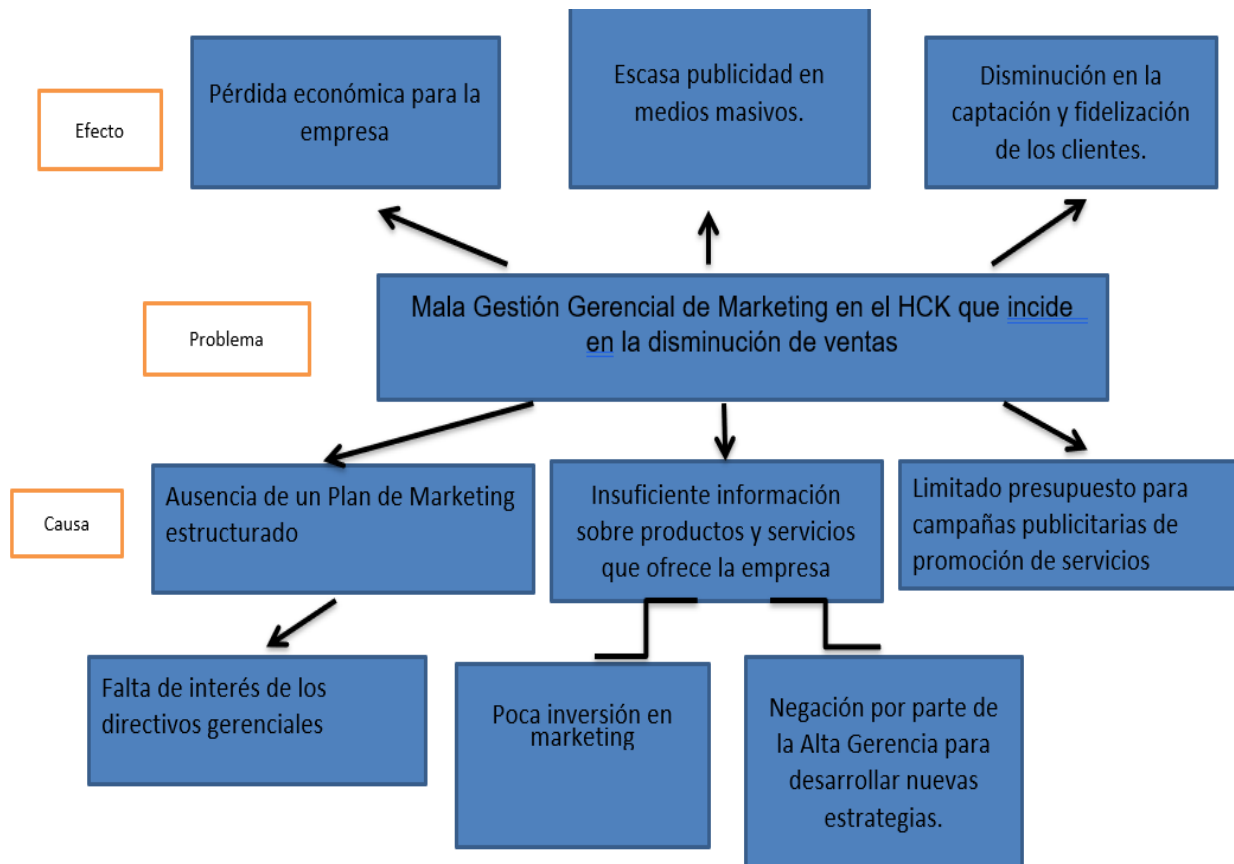 Efecto
Pérdida económica para la
empresa
Escasa publicidad en
medios masivos.
Disminución en la
captación y fidelización
de los clientes.
Problema
Mala Gestión Gerencial de Marketing en el HCK que incide
en la disminución de ventas
Causa
Ausencia de un Plan de Marketing
estructurado
Insuficiente información
sobre productos y servicios
que ofrece la empresa
Limitado presupuesto para
campañas publicitarias de
promoción de servicios
Falta de interés de los
directivos gerenciales
Poca inversión en
marketing
Negación por parte de
la Alta Gerencia para
desarrollar nuevas
estrategias.